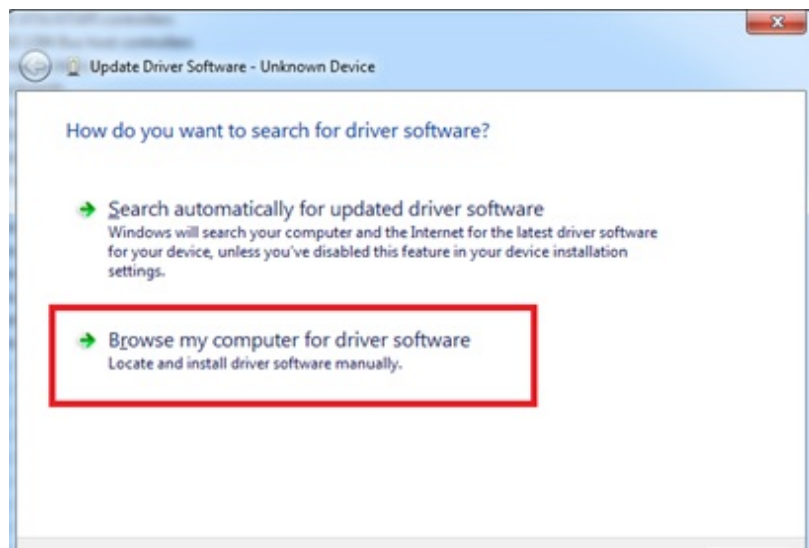 Update Driver Software - Unknown Device
How do you want to search for driver software?
Search automatically for updated driver software
Windows will search your computer and the Internet for the latest driver software
for your device, unless you've disabled this feature in your device installation
settings.
Browse my computer for driver software
Locate and install driver software manually.